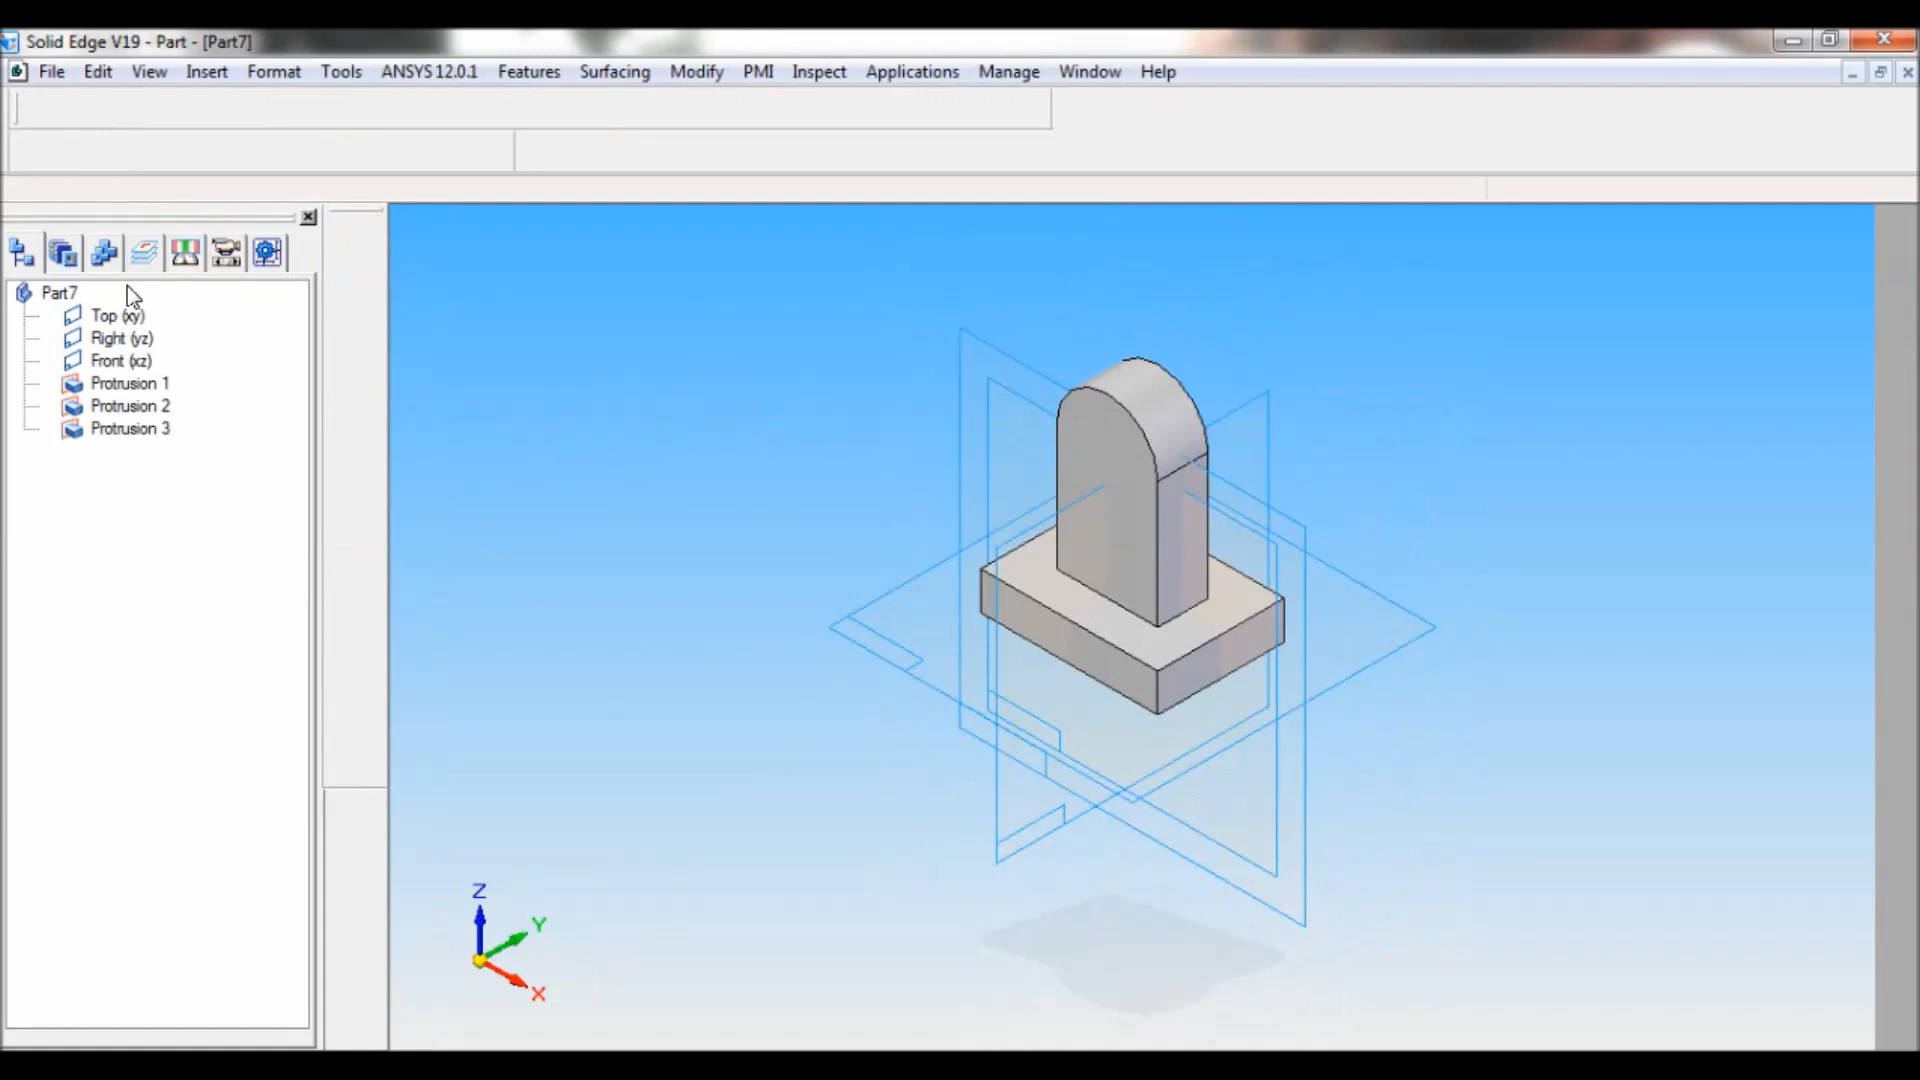 Solid Edge V19 - Part - [Part7]
File Edit View Insert Format Tools ANSYS 12.0.1 Features Surfacing Modify PMI Inspect Applications Manage Window Help
Part7
Top (xy)
Right (yz)
Front (xz)
Protrusion 1
Protrusion 2
Protrusion 3
Z
Y
X